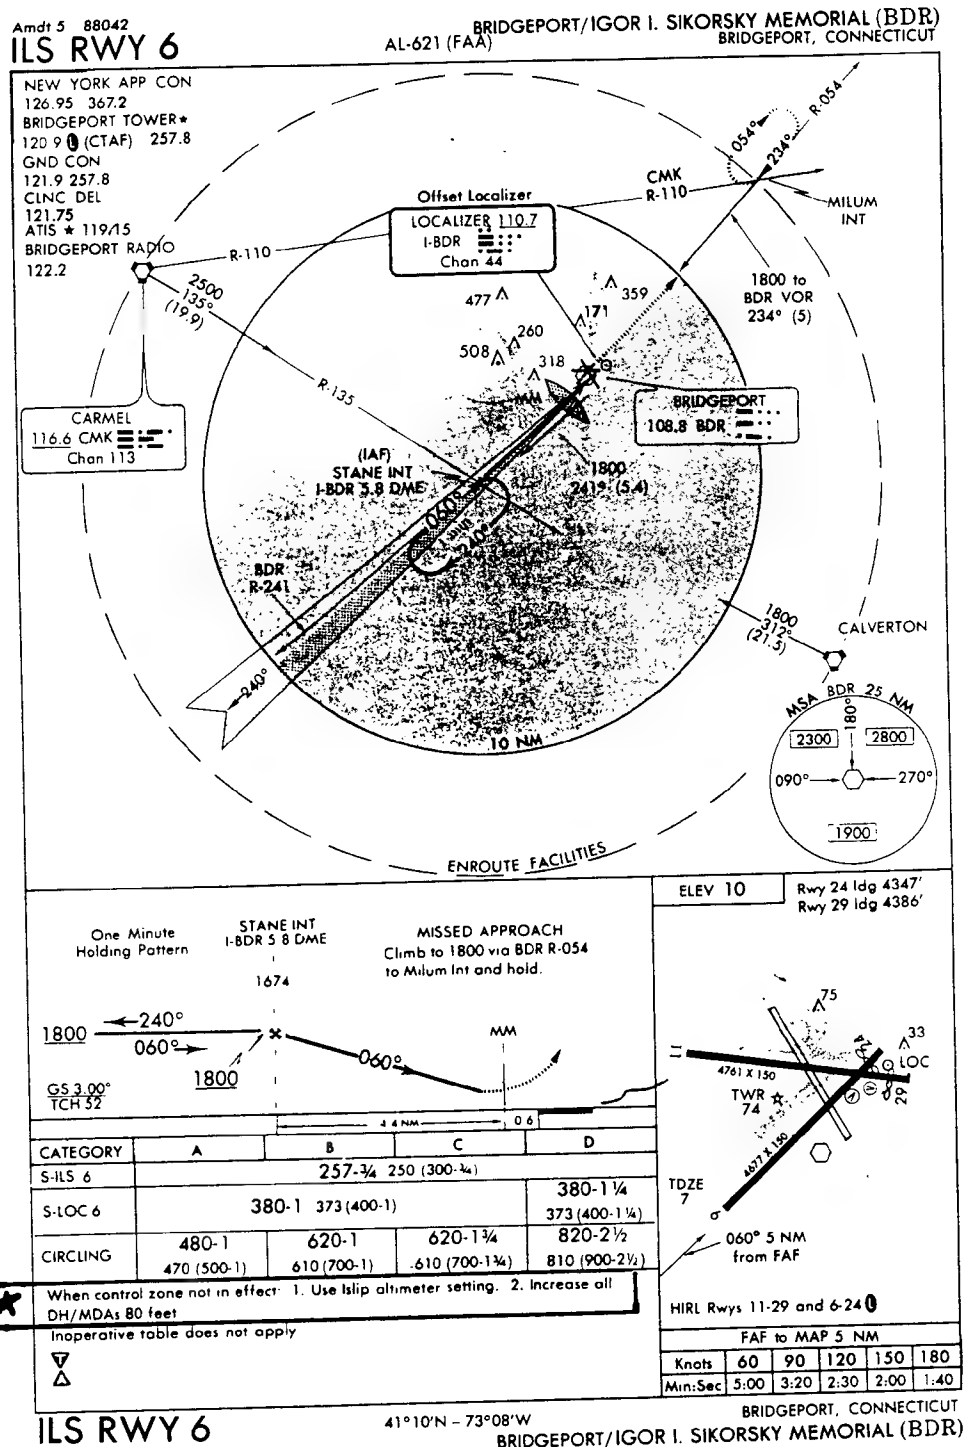 Amdt 5 88042
ILS RWY 6
AL-621 (FAA)
BRIDGEPORT/IGOR I. SIKORSKY MEMORIAL (BDR)
BRIDGEPORT, CONNECTICUT
NEW YORK APP CON
126.95 367.2
BRIDGEPORT TOWER★
120 9 L (CTAF) 257.8
GND CON
121.9 257.8
CLNC DEL
121.75
ATIS ★ 119/15
BRIDGEPORT RADIO
122.2
R-054
054°
234°
CMK
R-110
MILUM
INT
Offset Localizer
LOCALIZER 110.7
I-BDR
Chan 44
R-110
2500
135°
(19.9)
1800 to
BDR VOR
234° (5)
477
359
171
260
508
318
MM
R-135
BRIDGEPORT
108.8 BDR
CARMEL
116.6 CMK
Chan 113
(IAF)
STANE INT
I-BDR 5.8 DME
1800
241° (5.4)
060°
1 min
240°
BDR
R-241
240°
1800
312°
(21.5)
CALVERTON
10 NM
MSA BDR 25 NM
180°
2300
2800
090°
270°
1900
ENROUTE FACILITIES
ELEV 10
Rwy 24 ldg 4347'
Rwy 29 ldg 4386'
One Minute
Holding Pattern
STANE INT
I-BDR 5 8 DME
1674
MISSED APPROACH
Climb to 1800 via BDR R-054
to Milum Int and hold.
1800
240°
060°
1800
060°
MM
GS 3.00°
TCH 52
4 4 NM
0 6
75
33
LOC
24
29
11
4761 X 150
TWR
74
4677 X 150
TDZE
7
6
060° 5 NM
from FAF
HIRL Rwys 11-29 and 6-24 L
CATEGORY A B C D
S-ILS 6 257-¾ 250 (300-¾)
S-LOC 6 380-1 373 (400-1) 380-1¼ 373 (400-1¼)
CIRCLING 480-1 620-1 620-1¾ 820-2½
470 (500-1) 610 (700-1) 610 (700-1¾) 810 (900-2½)
When control zone not in effect: 1. Use Islip altimeter setting. 2. Increase all
DH/MDAs 80 feet
Inoperative table does not apply
T
A
FAF to MAP 5 NM
Knots 60 90 120 150 180
Min:Sec 5:00 3:20 2:30 2:00 1:40
ILS RWY 6
41°10'N – 73°08'W
BRIDGEPORT, CONNECTICUT
BRIDGEPORT/IGOR I. SIKORSKY MEMORIAL (BDR)